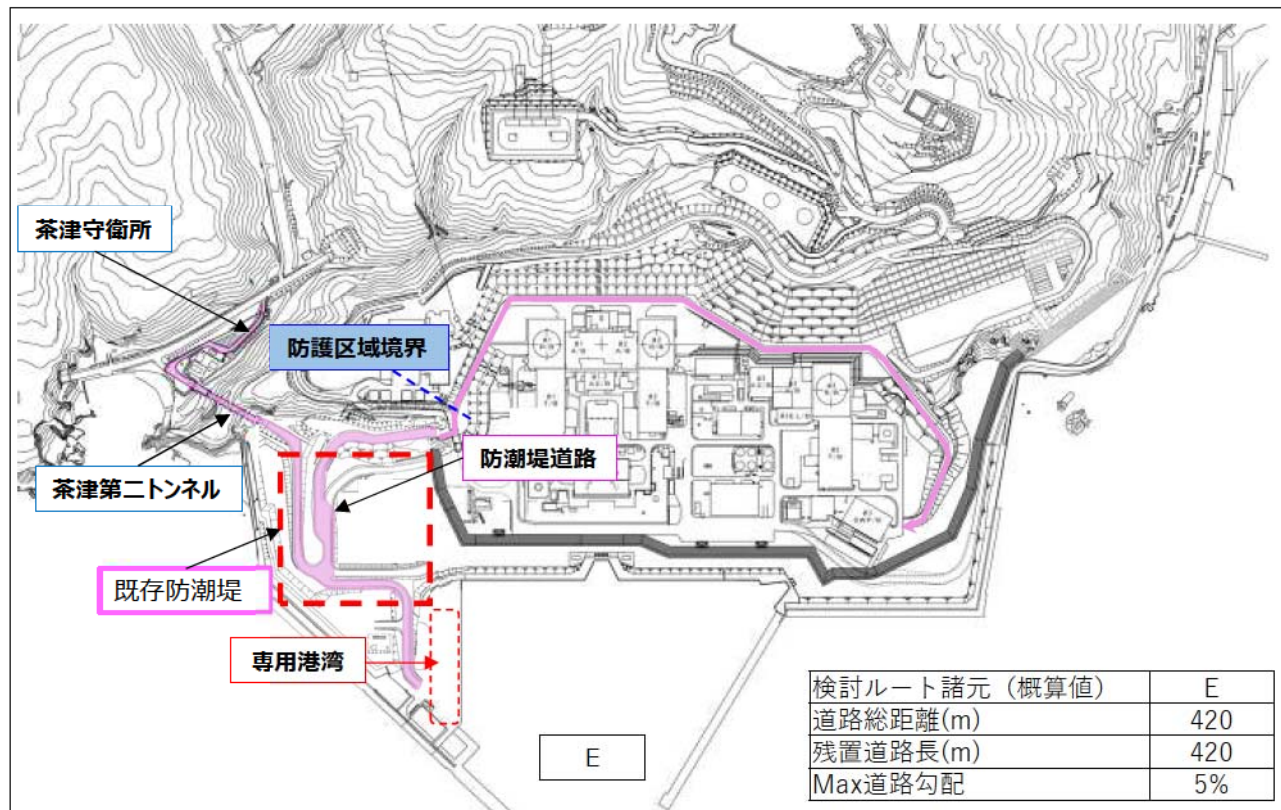 茶津守衛所
防護区域境界
防潮堤道路
茶津第二トンネル
既存防潮堤
専用港湾
E
検討ルート諸元（概算値） E
道路総距離(m) 420
残置道路長(m) 420
Max道路勾配 5%